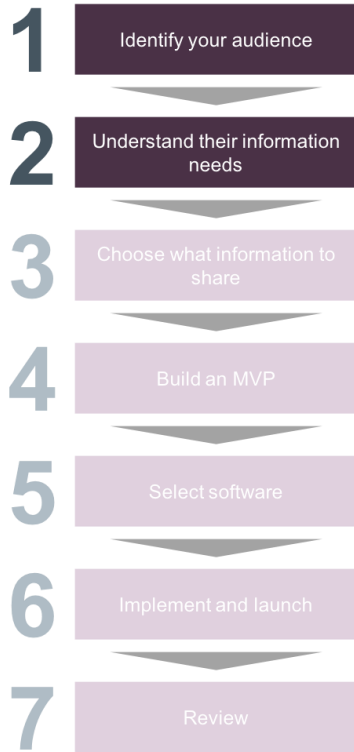 1
Identify your audience
2
Understand their information
needs
3
Choose what information to
share
4
Build an MVP
5
Select software
6
Implement and launch
7
Review